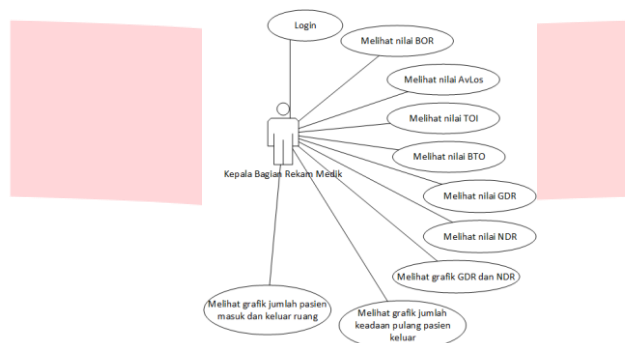 Login
Melihat nilai BOR
Melihat nilai AvLos
Melihat nilai TOI
Melihat nilai BTO
Kepala Bagian Rekam Medik
Melihat nilai GDR
Melihat nilai NDR
Melihat grafik GDR dan NDR
Melihat grafik jumlah pasien
masuk dan keluar ruang
Melihat grafik jumlah
keadaan pulang pasien
keluar